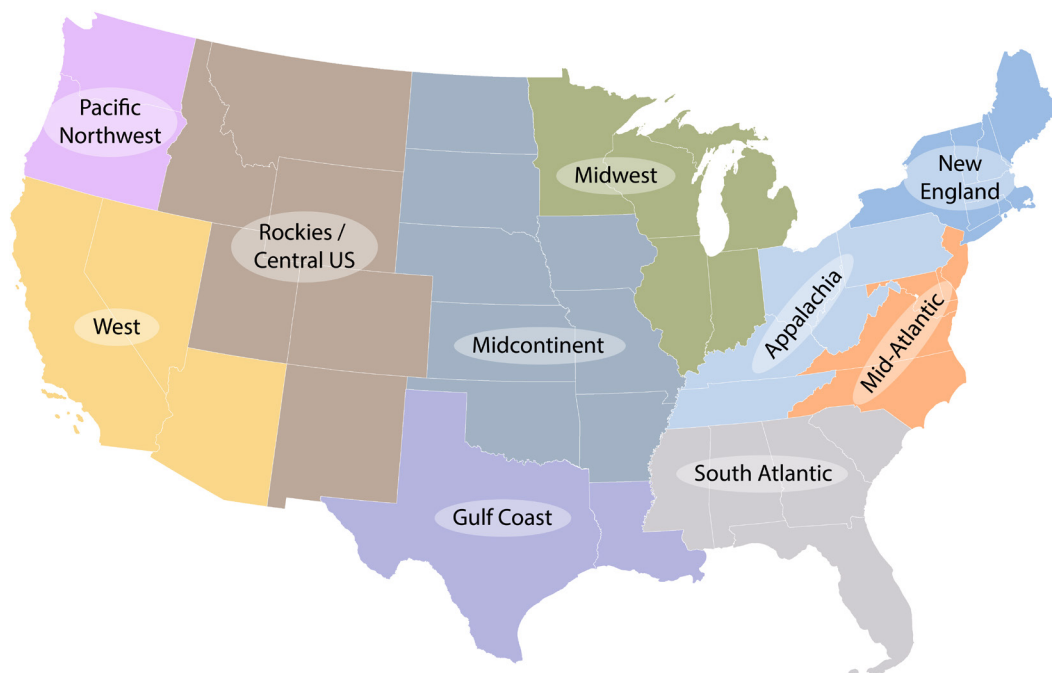 Pacific
Northwest
Midwest
New
England
Rockies /
Central US
West
Midcontinent
Appalachia
Mid-Atlantic
South Atlantic
Gulf Coast